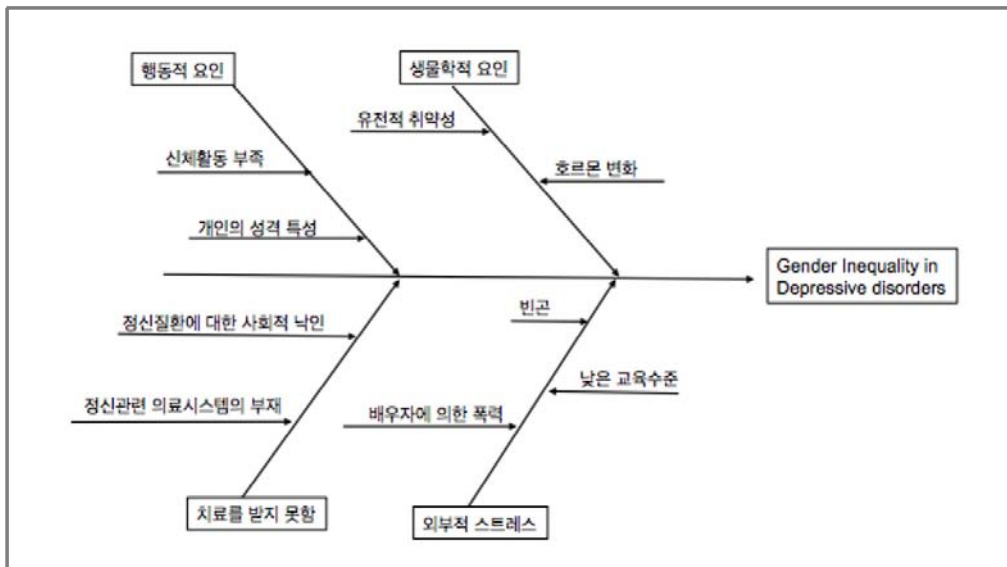 행동적 요인
생물학적 요인
유전적 취약성
신체활동 부족
호르몬 변화
개인의 성격 특성
Gender Inequality in
Depressive disorders
빈곤
정신질환에 대한 사회적 낙인
낮은 교육수준
정신관련 의료시스템의 부재
배우자에 의한 폭력
치료를 받지 못함
외부적 스트레스